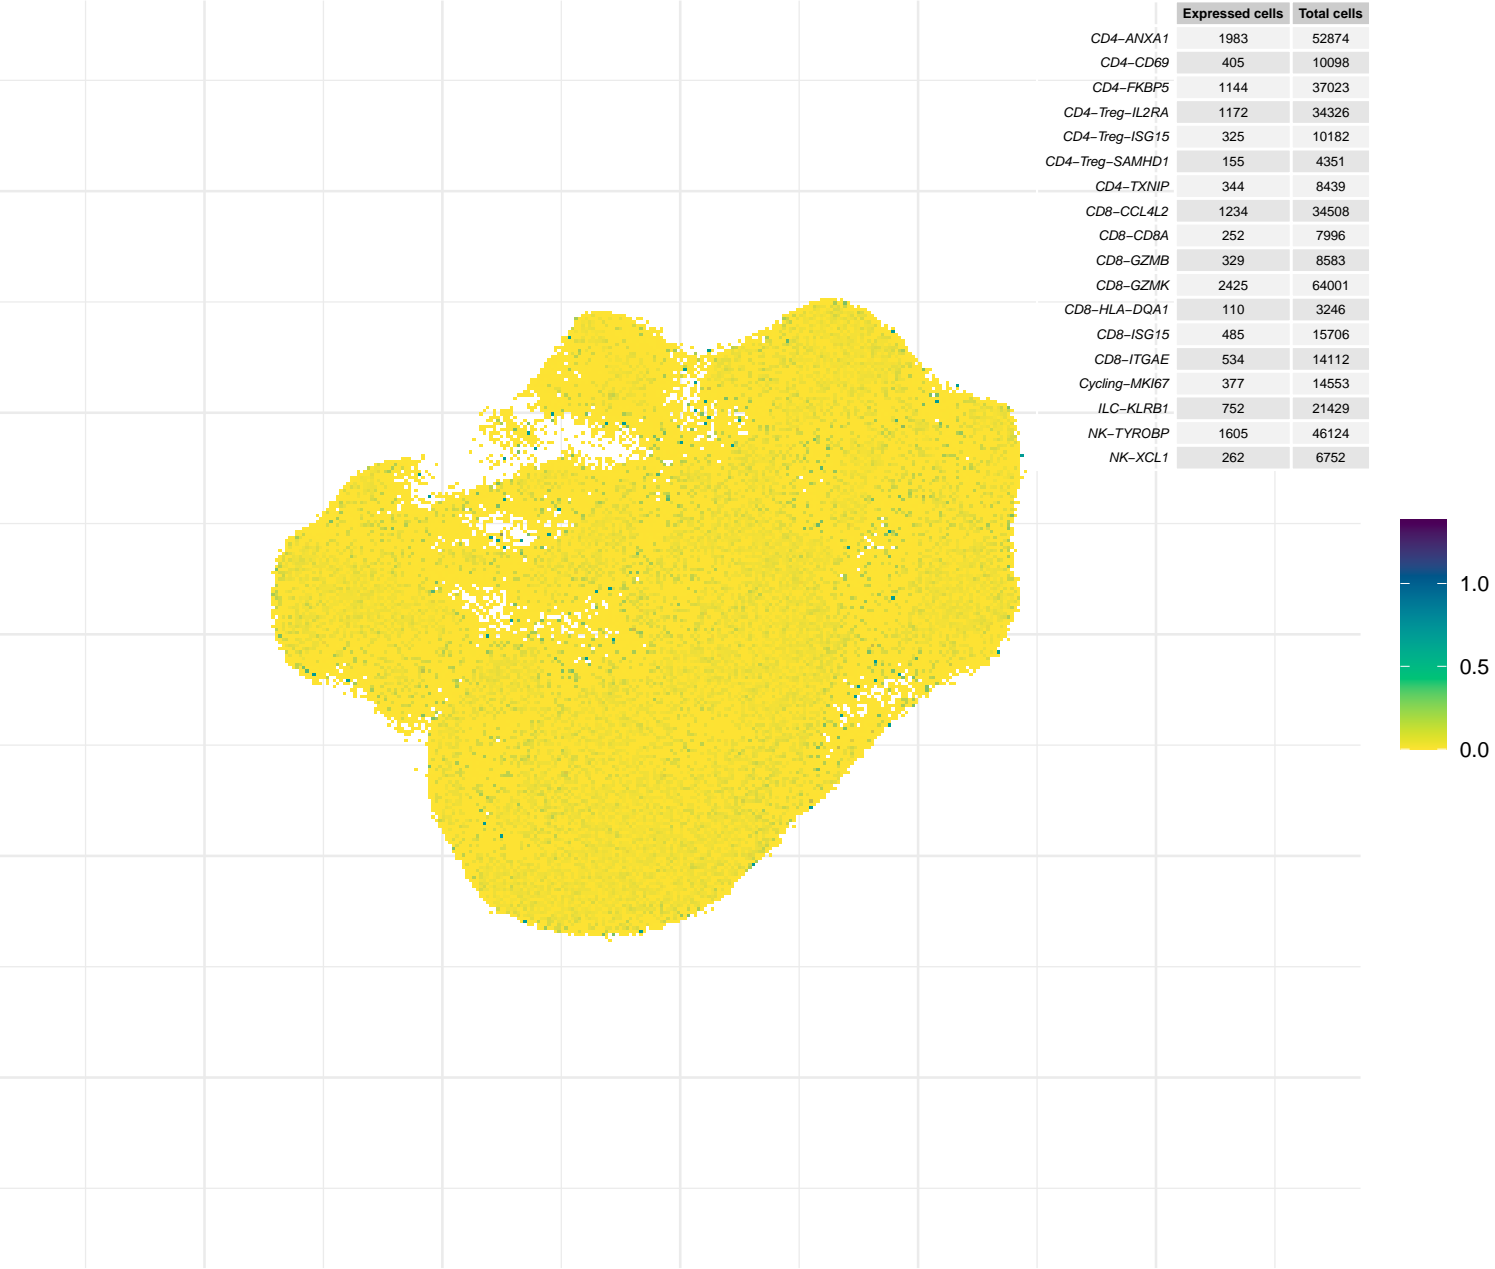 Expressed cells Total cells
CD4−ANXA1 1983 52874
CD4−CD69 405 10098
CD4−FKBP5 1144 37023
CD4−Treg−IL2RA 1172 34326
CD4−Treg−ISG15 325 10182
CD4−Treg−SAMHD1 155 4351
CD4−TXNIP 344 8439
CD8−CCL4L2 1234 34508
CD8−CD8A 252 7996
CD8−GZMB 329 8583
CD8−GZMK 2425 64001
CD8−HLA−DQA1 110 3246
CD8−ISG15 485 15706
CD8−ITGAE 534 14112
Cycling−MKI67 377 14553
ILC−KLRB1 752 21429
NK−TYROBP 1605 46124
NK−XCL1 262 6752
1.0
0.5
0.0